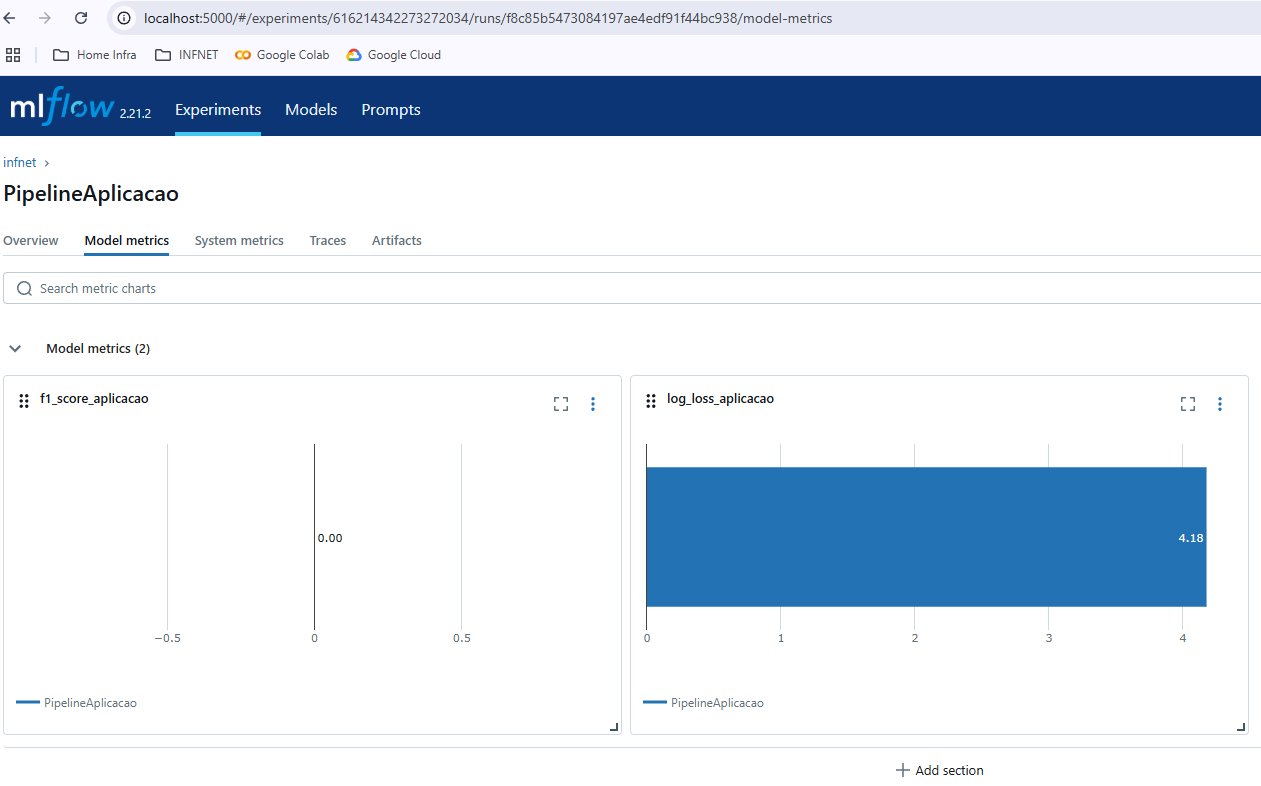 localhost:5000/#/experiments/616214342273272034/runs/f8c85b5473084197ae4edf91f44bc938/model-metrics
Home Infra INFNET Google Colab Google Cloud
mlflow 2.21.2 Experiments Models Prompts
infnet ›
PipelineAplicacao
Overview Model metrics System metrics Traces Artifacts
Search metric charts
Model metrics (2)
f1_score_aplicacao
0.00
−0.5 0 0.5
PipelineAplicacao
log_loss_aplicacao
4.18
0 1 2 3 4
PipelineAplicacao
Add section